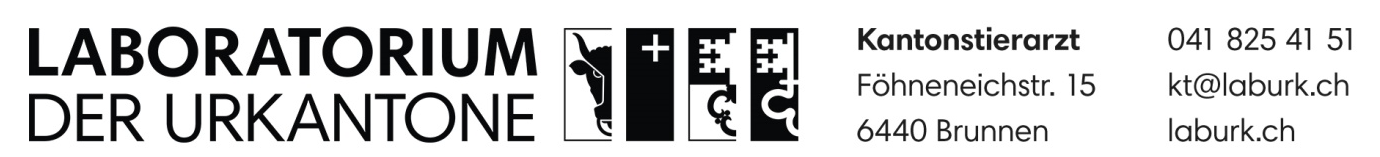 LABORATORIUM
DER URKANTONE
Kantonstierarzt
Föhneneichstr. 15
6440 Brunnen
041 825 41 51
kt@laburk.ch
laburk.ch